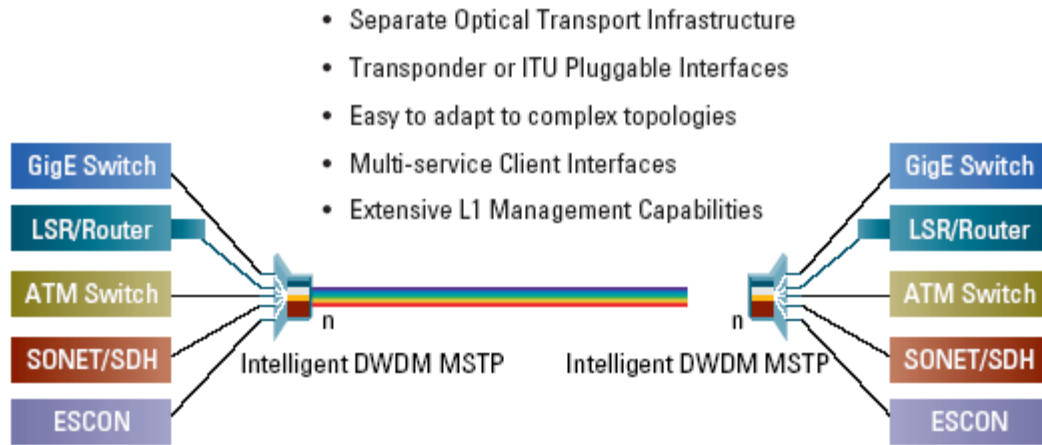 • Separate Optical Transport Infrastructure
• Transponder or ITU Pluggable Interfaces
• Easy to adapt to complex topologies
• Multi-service Client Interfaces
• Extensive L1 Management Capabilities
GigE Switch
LSR/Router
ATM Switch
SONET/SDH
ESCON
n
Intelligent DWDM MSTP
n
Intelligent DWDM MSTP
GigE Switch
LSR/Router
ATM Switch
SONET/SDH
ESCON